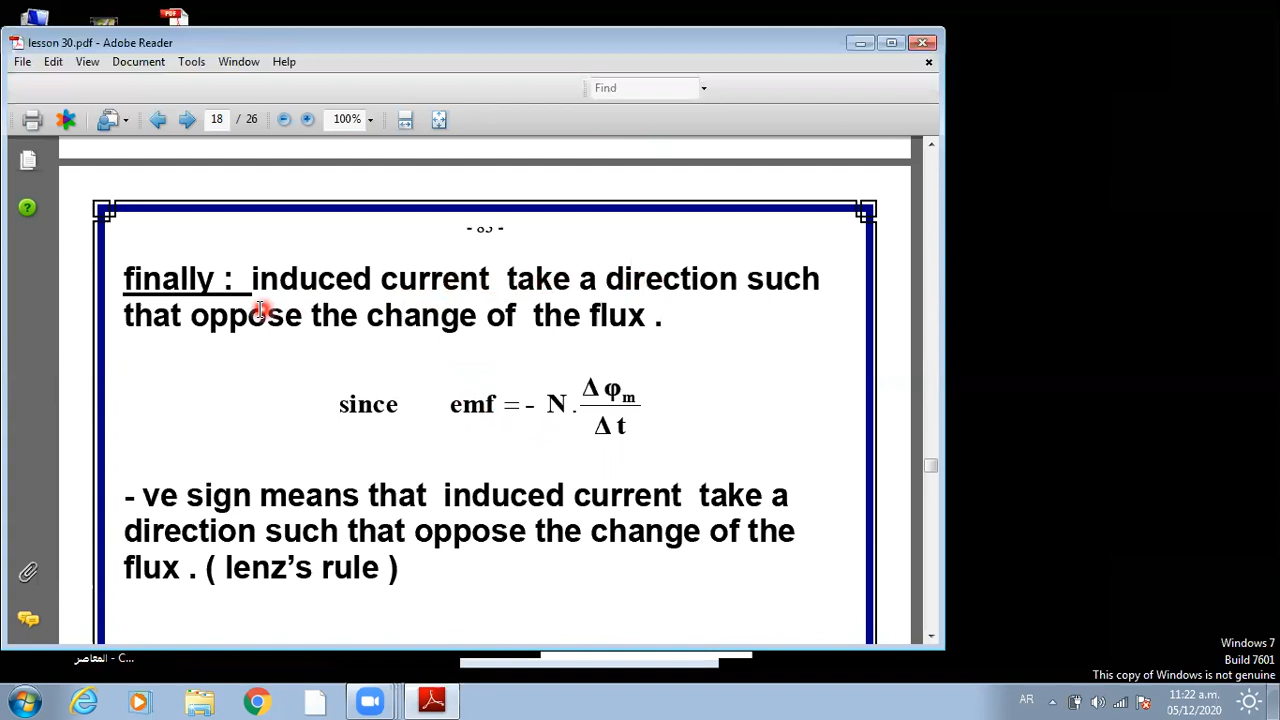 lesson 30.pdf - Adobe Reader
File Edit View Document Tools Window Help
Find
18 / 26 100%
finally : induced current take a direction such
that oppose the change of the flux .
since emf = - N . Δ φm / Δ t
- ve sign means that induced current take a
direction such that oppose the change of the
flux . ( lenz’s rule )
المعاصر - C...
Windows 7
Build 7601
This copy of Windows is not genuine
AR
11:22 a.m.
05/12/2020